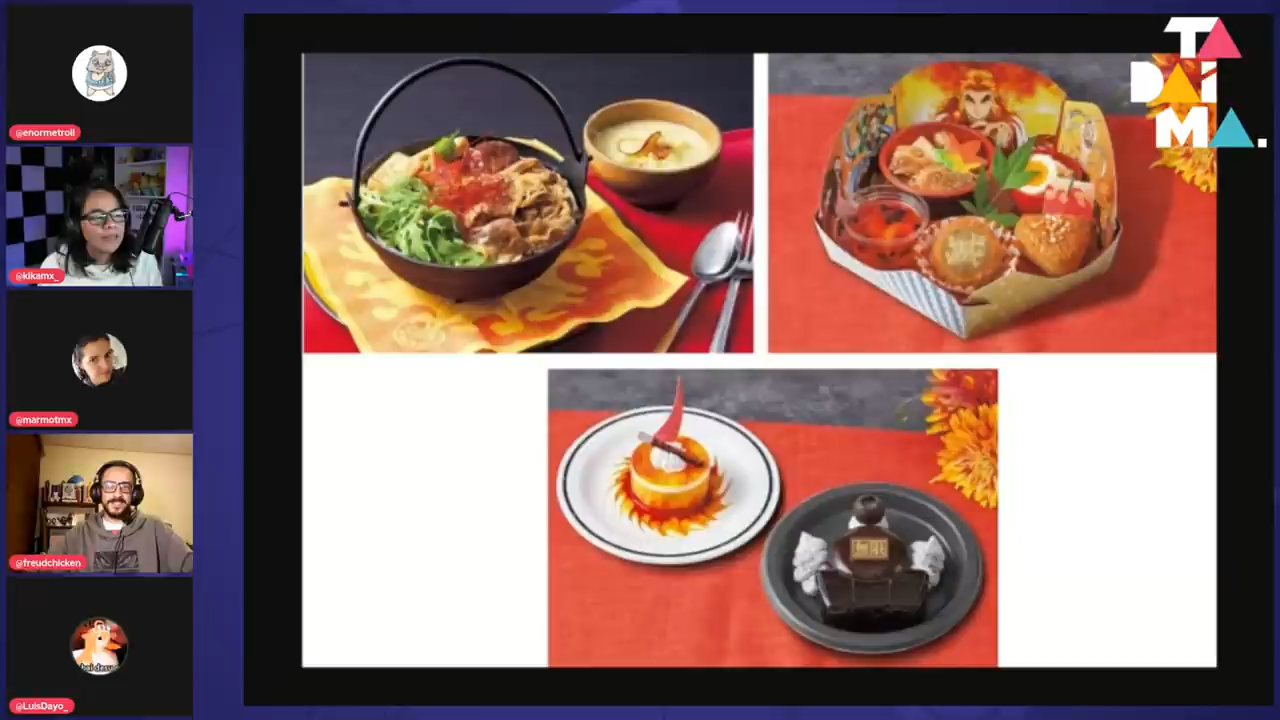 @enormetroll
@kikamx_
@marmotmx
@freudchicken
@LuisDayo_
TADAiMA.